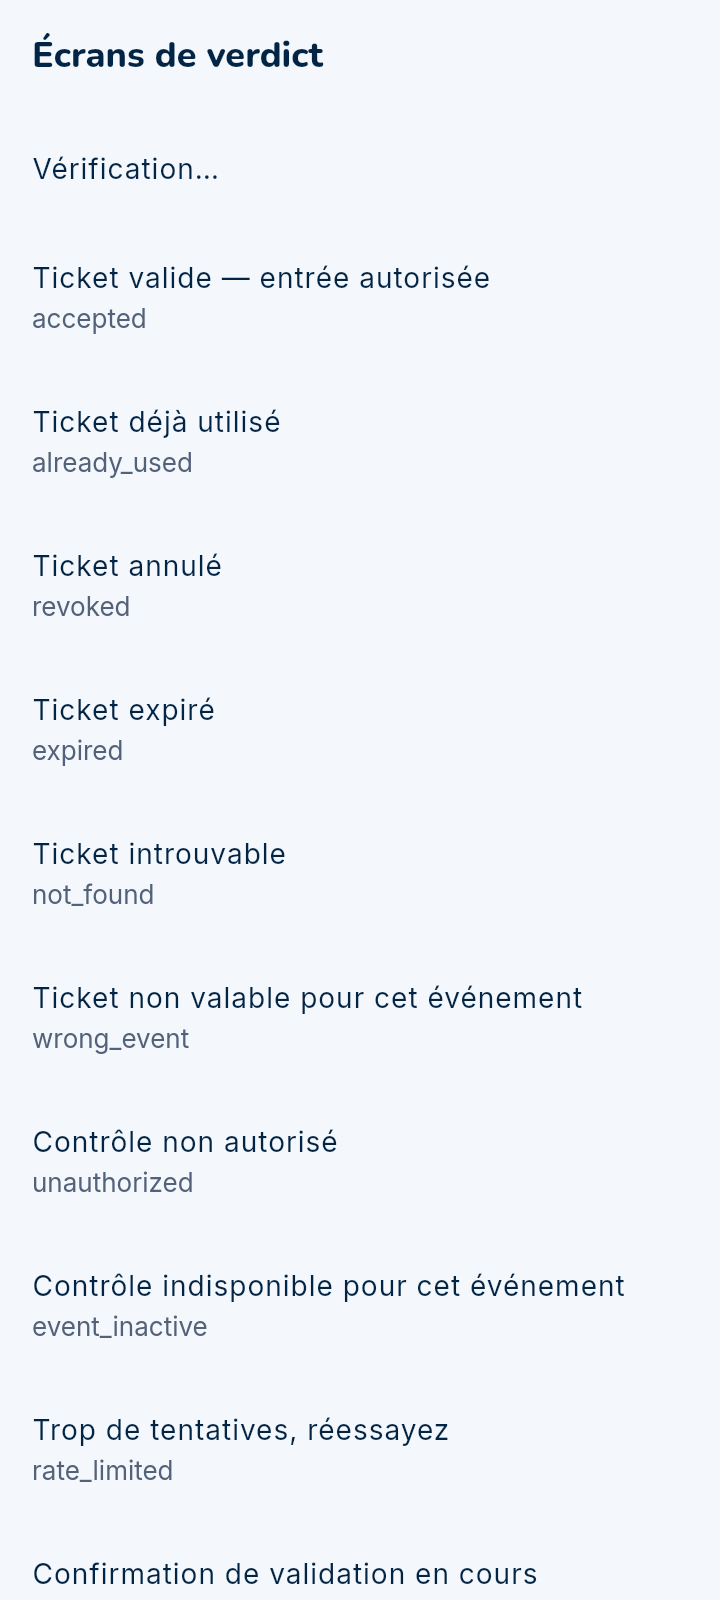 Écrans de verdict
Vérification…
Ticket valide — entrée autorisée
accepted
Ticket déjà utilisé
already_used
Ticket annulé
revoked
Ticket expiré
expired
Ticket introuvable
not_found
Ticket non valable pour cet événement
wrong_event
Contrôle non autorisé
unauthorized
Contrôle indisponible pour cet événement
event_inactive
Trop de tentatives, réessayez
rate_limited
Confirmation de validation en cours